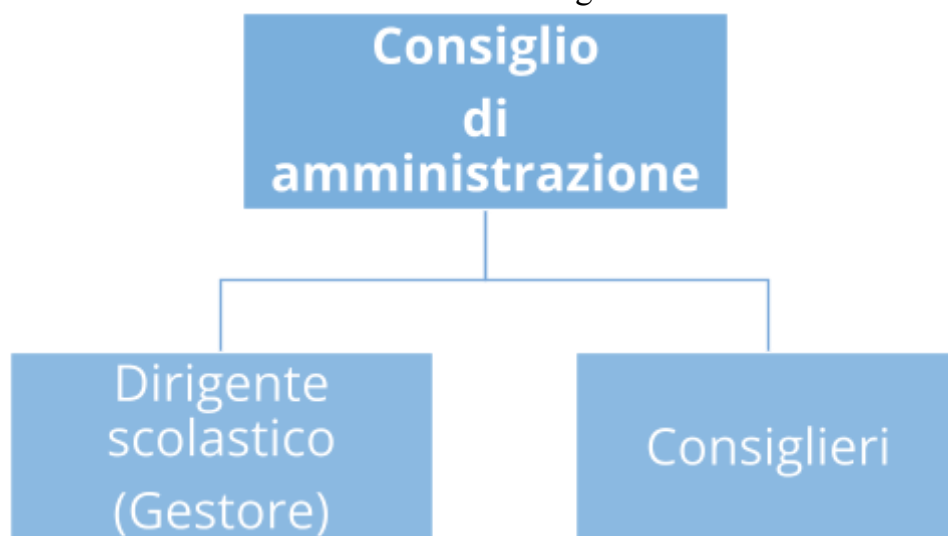 Consiglio
di
amministrazione
Dirigente
scolastico
(Gestore)
Consiglieri